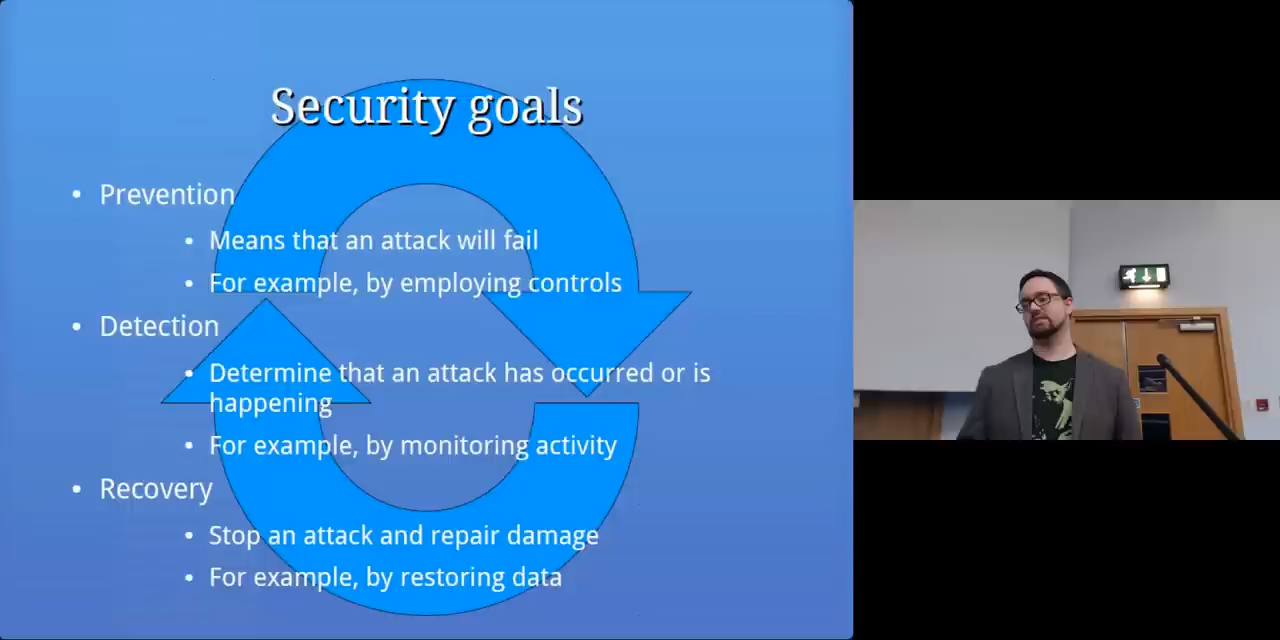 Security goals
• Prevention
• Means that an attack will fail
• For example, by employing controls
• Detection
• Determine that an attack has occurred or is
happening
• For example, by monitoring activity
• Recovery
• Stop an attack and repair damage
• For example, by restoring data